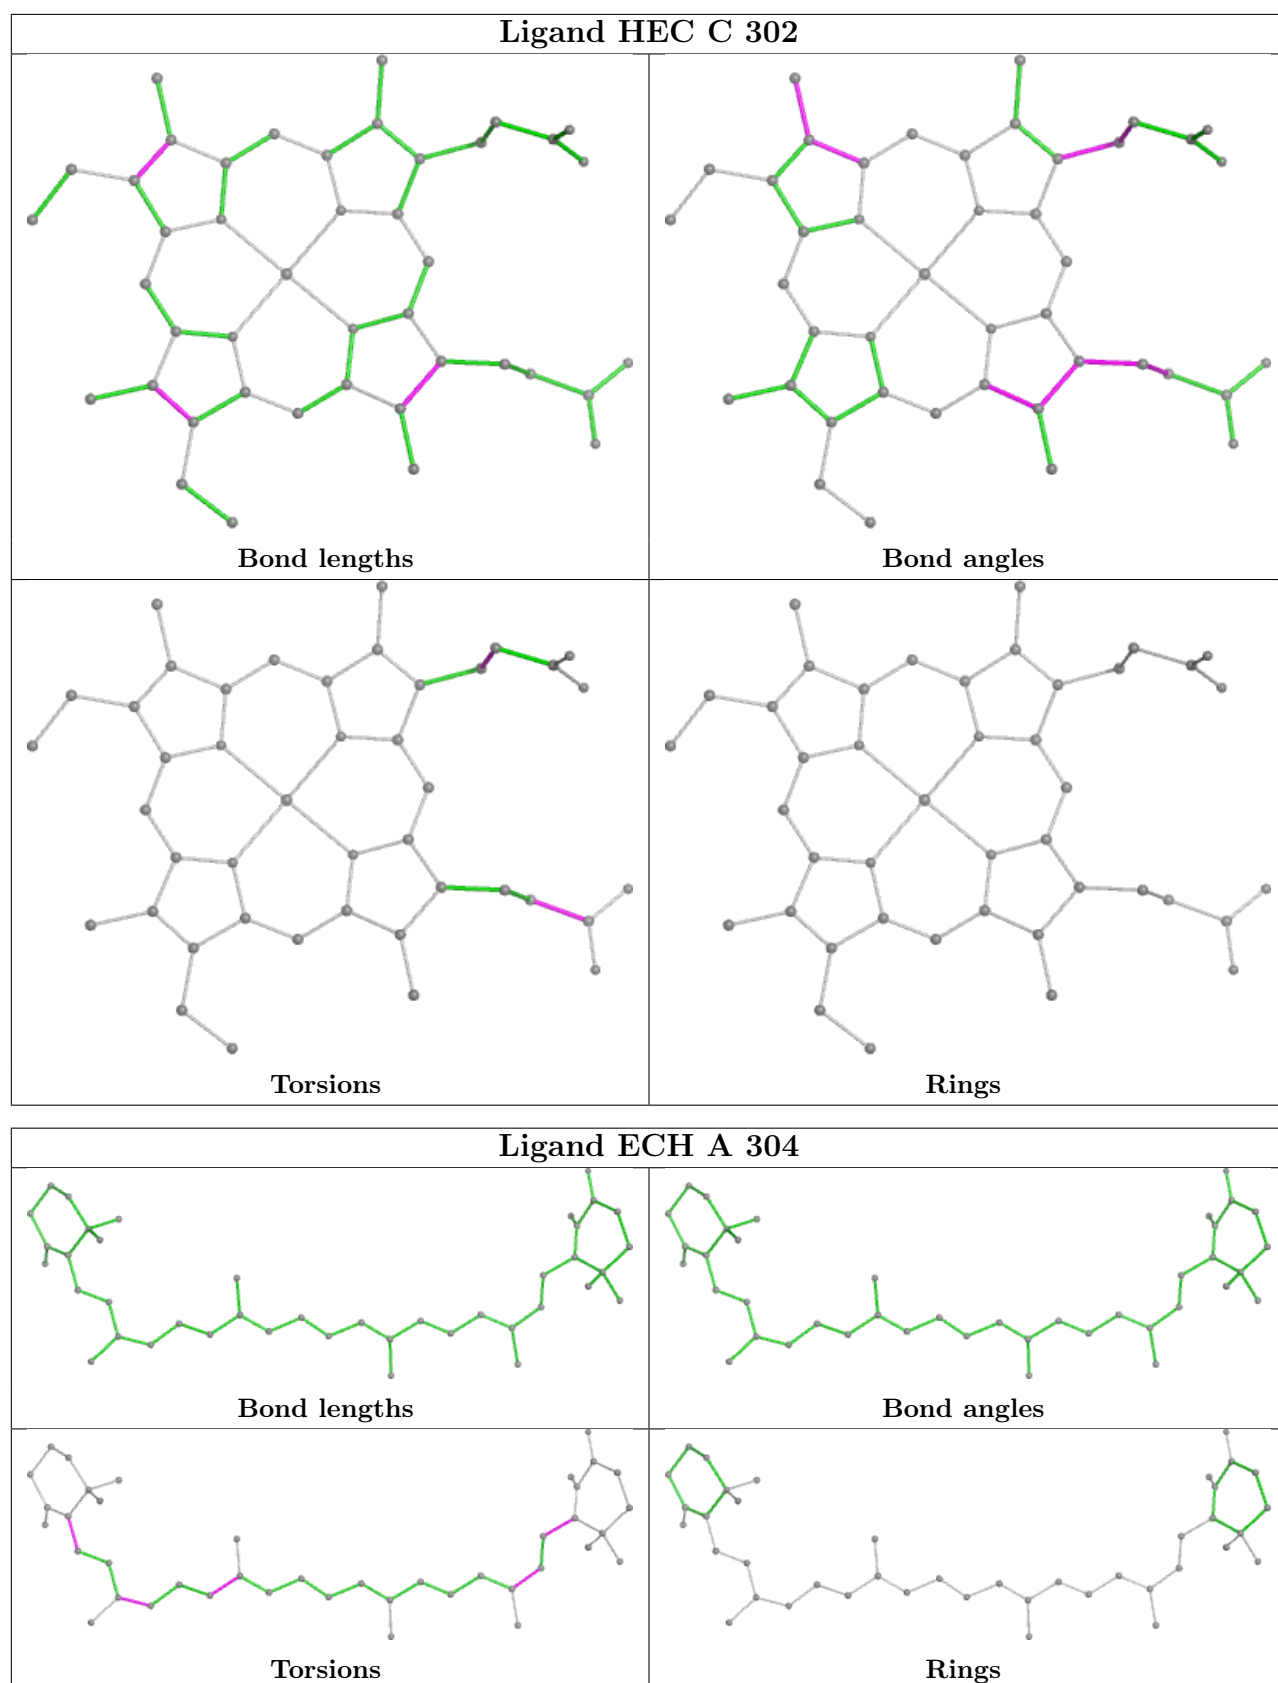 Ligand HEC C 302
Bond lengths
Bond angles
Torsions
Rings
Ligand ECH A 304
Bond lengths
Bond angles
Torsions
Rings